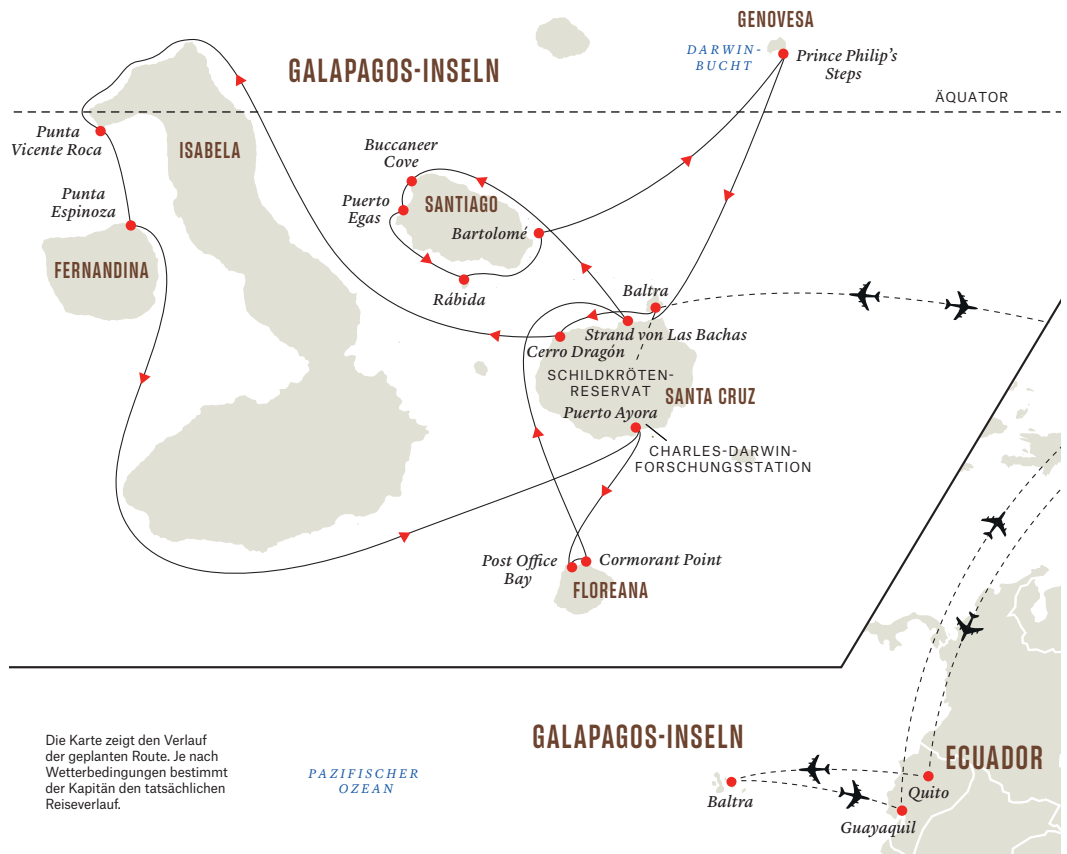 GENOVESA
DARWIN-
BUCHT
Prince Philip's
Steps
GALAPAGOS-INSELN
ÄQUATOR
Punta
Vicente Roca
ISABELA
Buccaneer
Cove
Punta
Espinoza
Puerto
Egas
SANTIAGO
Bartolomé
FERNANDINA
Rábida
Baltra
Strand von Las Bachas
Cerro Dragón
SCHILDKRÖTEN-
RESERVAT
SANTA CRUZ
Puerto Ayora
CHARLES-DARWIN-
FORSCHUNGSSTATION
Post Office
Bay
Cormorant Point
FLOREANA
Die Karte zeigt den Verlauf
der geplanten Route. Je nach
Wetterbedingungen bestimmt
der Kapitän den tatsächlichen
Reiseverlauf.
PAZIFISCHER
OZEAN
GALAPAGOS-INSELN
ECUADOR
Baltra
Quito
Guayaquil